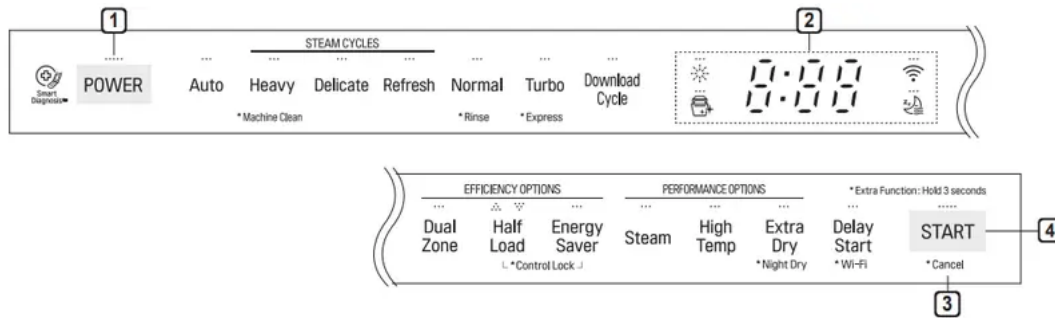 1
2
STEAM CYCLES
Smart
Diagnosis
POWER
Auto
Heavy
Delicate
Refresh
Normal
Turbo
Download
Cycle
8:88
* Machine Clean
* Rinse
* Express
EFFICIENCY OPTIONS
PERFORMANCE OPTIONS
* Extra Function : Hold 3 seconds
Dual
Zone
Half
Load
Energy
Saver
* Control Lock
Steam
High
Temp
Extra
Dry
* Night Dry
Delay
Start
* Wi-Fi
START
* Cancel
4
3